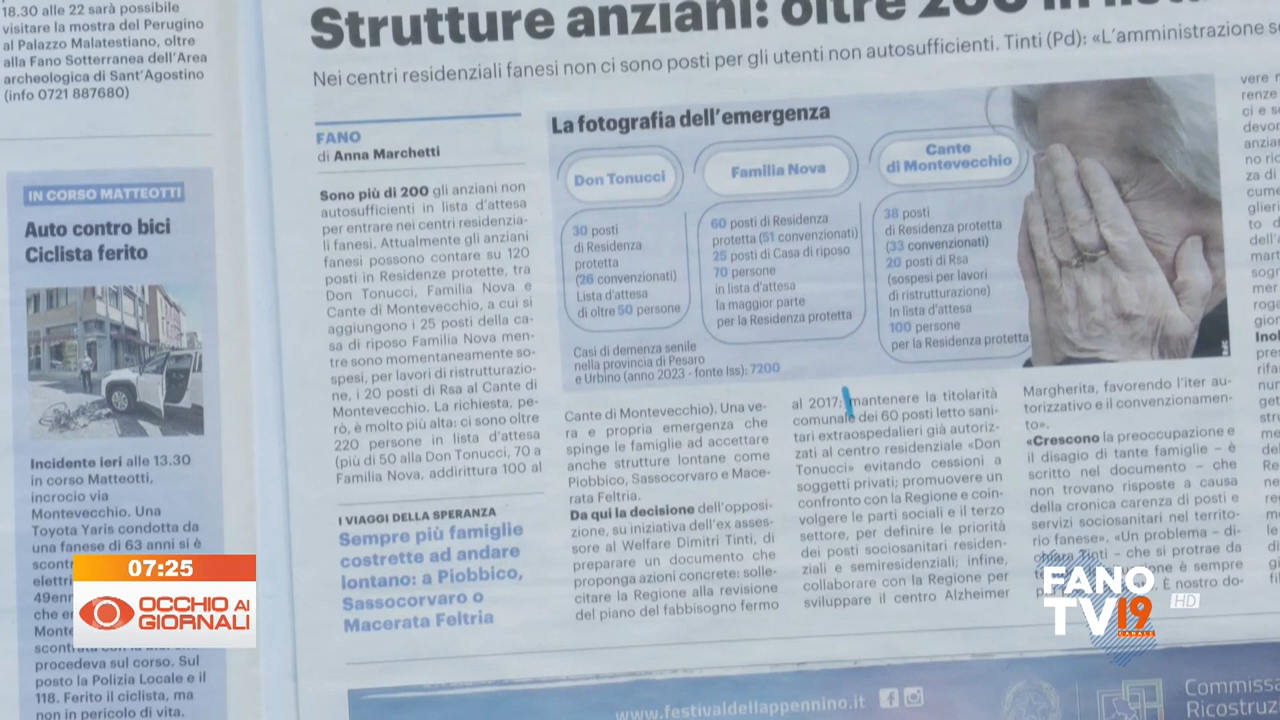 18.30 alle 22 sarà possibile
visitare la mostra del Perugino
al Palazzo Malatestiano, oltre
alla Fano Sotterranea dell'Area
archeologica di Sant'Agostino
(info 0721 887680)
IN CORSO MATTEOTTI
Auto contro bici
Ciclista ferito
Incidente ieri alle 13.30
in corso Matteotti,
incrocio via
Montevecchio. Una
Toyota Yaris condotta da
una fanese di 63 anni si è
procedeva sul corso. Sul
posto la Polizia Locale e il
118. Ferito il ciclista, ma
non in pericolo di vita.
Strutture anziani: oltre 200 in
Nei centri residenziali fanesi non ci sono posti per gli utenti non autosufficienti. Tinti (Pd): «L'amministrazione
FANO
di Anna Marchetti
Sono più di 200 gli anziani non
autosufficienti in lista d'attesa
per entrare nei centri residenzia-
li fanesi. Attualmente gli anziani
fanesi possono contare su 120
posti in Residenze protette, tra
Don Tonucci, Familia Nova e
Cante di Montevecchio, a cui si
aggiungono i 25 posti della ca-
sa di riposo Familia Nova men-
tre sono momentaneamente so-
spesi, per lavori di ristrutturazio-
ne, i 20 posti di Rsa al Cante di
Montevecchio. La richiesta, pe-
rò, è molto più alta: ci sono oltre
220 persone in lista d'attesa
(più di 50 alla Don Tonucci, 70 a
Familia Nova, addirittura 100 al
I VIAGGI DELLA SPERANZA
Sempre più famiglie
costrette ad andare
lontano: a Piobbico,
Sassocorvaro o
Macerata Feltria
La fotografia dell'emergenza
Don Tonucci
30 posti
di Residenza
protetta
(26 convenzionati)
Lista d'attesa
di oltre 50 persone
Familia Nova
60 posti di Residenza
protetta (51 convenzionati)
25 posti di Casa di riposo
70 persone
in lista d'attesa
la maggior parte
per la Residenza protetta
Cante
di Montevecchio
38 posti
di Residenza protetta
(33 convenzionati)
20 posti di Rsa
(sospesi per lavori
di ristrutturazione)
In lista d'attesa
100 persone
per la Residenza protetta
Casi di demenza senile
nella provincia di Pesaro
e Urbino (anno 2023 - fonte Iss): 7200
Cante di Montevecchio). Una ve-
ra e propria emergenza che
spinge le famiglie ad accettare
anche strutture lontane come
Piobbico, Sassocorvaro e Mace-
rata Feltria.
Da qui la decisione dell'opposi-
zione, su iniziativa dell'ex asses-
sore al Welfare Dimitri Tinti, di
preparare un documento che
proponga azioni concrete: solle-
citare la Regione alla revisione
del piano del fabbisogno fermo
al 2017; mantenere la titolarità
comunale dei 60 posti letto sani-
tari extraospedalieri già autoriz-
zati al centro residenziale «Don
Tonucci» evitando cessioni a
soggetti privati; promuovere un
confronto con la Regione e coin-
volgere le parti sociali e il terzo
settore, per definire le priorità
dei posti sociosanitari residen-
ziali e semiresidenziali; infine,
collaborare con la Regione per
sviluppare il centro Alzheimer
Margherita, favorendo l'iter au-
torizzativo e il convenzionamen-
to».
«Crescono la preoccupazione e
il disagio di tante famiglie – è
scritto nel documento – che
non trovano risposte a causa
della cronica carenza di posti e
servizi sociosanitari nel territo-
rio fanese». «Un problema – di-
Tinti – che si protrae da
è sempre
È nostro do-
www.festivaldellappennino.it
Commissa
Ricostruz
07:25
OCCHIO AI
GIORNALI
FANO
TV 19
CANALE
HD